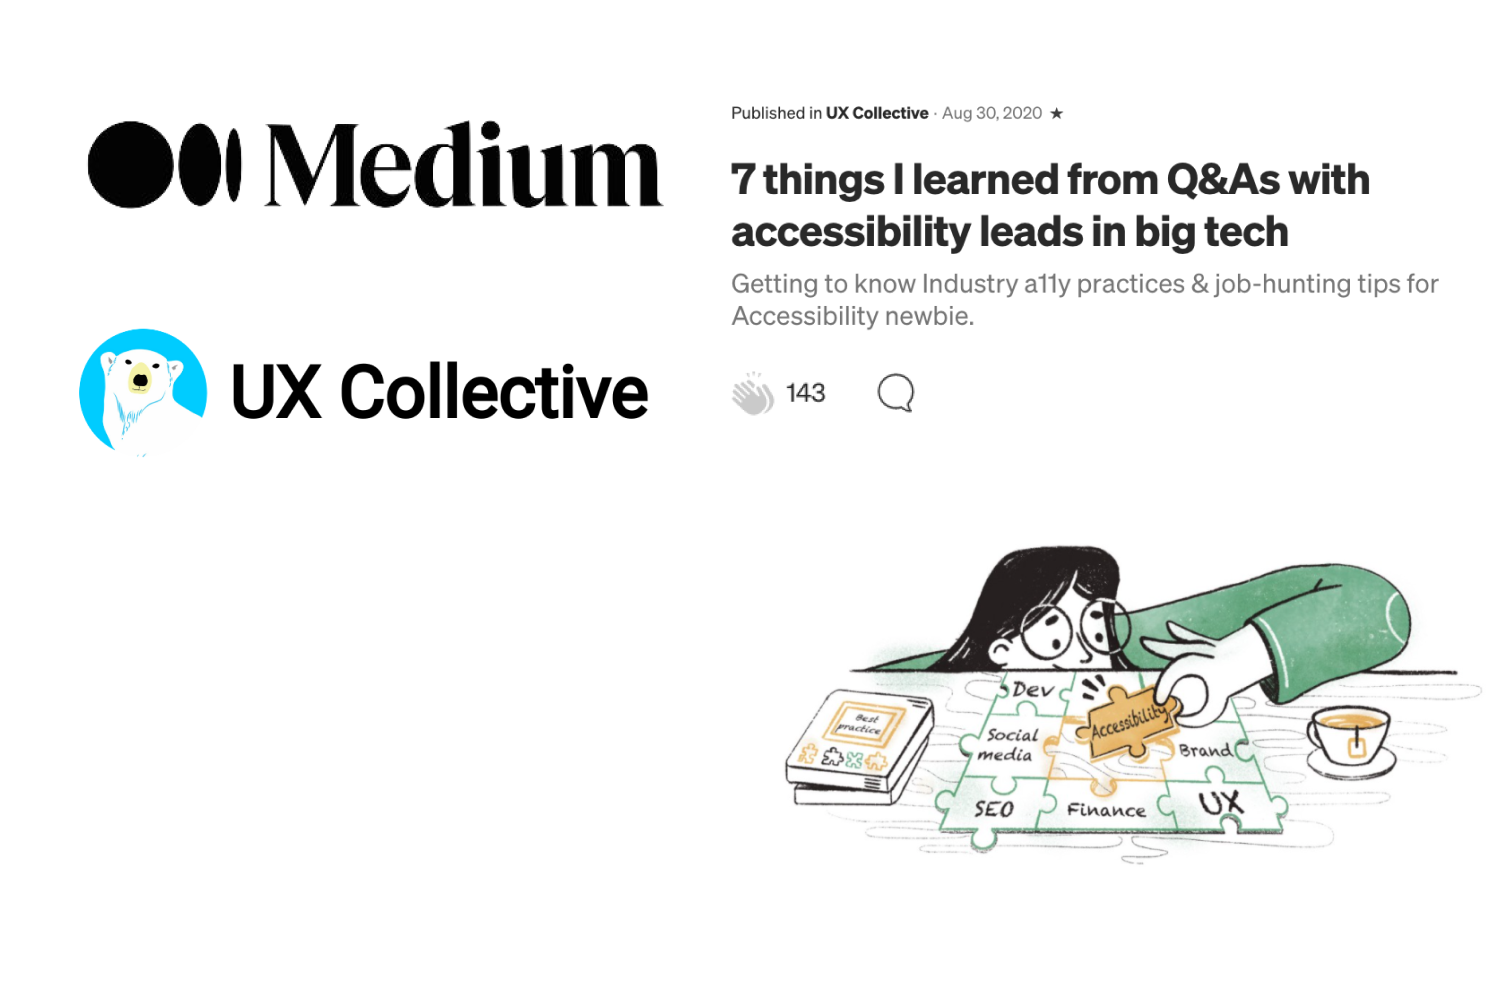 Medium
UX Collective
Published in UX Collective · Aug 30, 2020 ★
7 things I learned from Q&As with
accessibility leads in big tech
Getting to know Industry a11y practices & job-hunting tips for
Accessibility newbie.
143
Best
practice
Dev
Accessibility
Social
media
Brand
SEO
Finance
UX